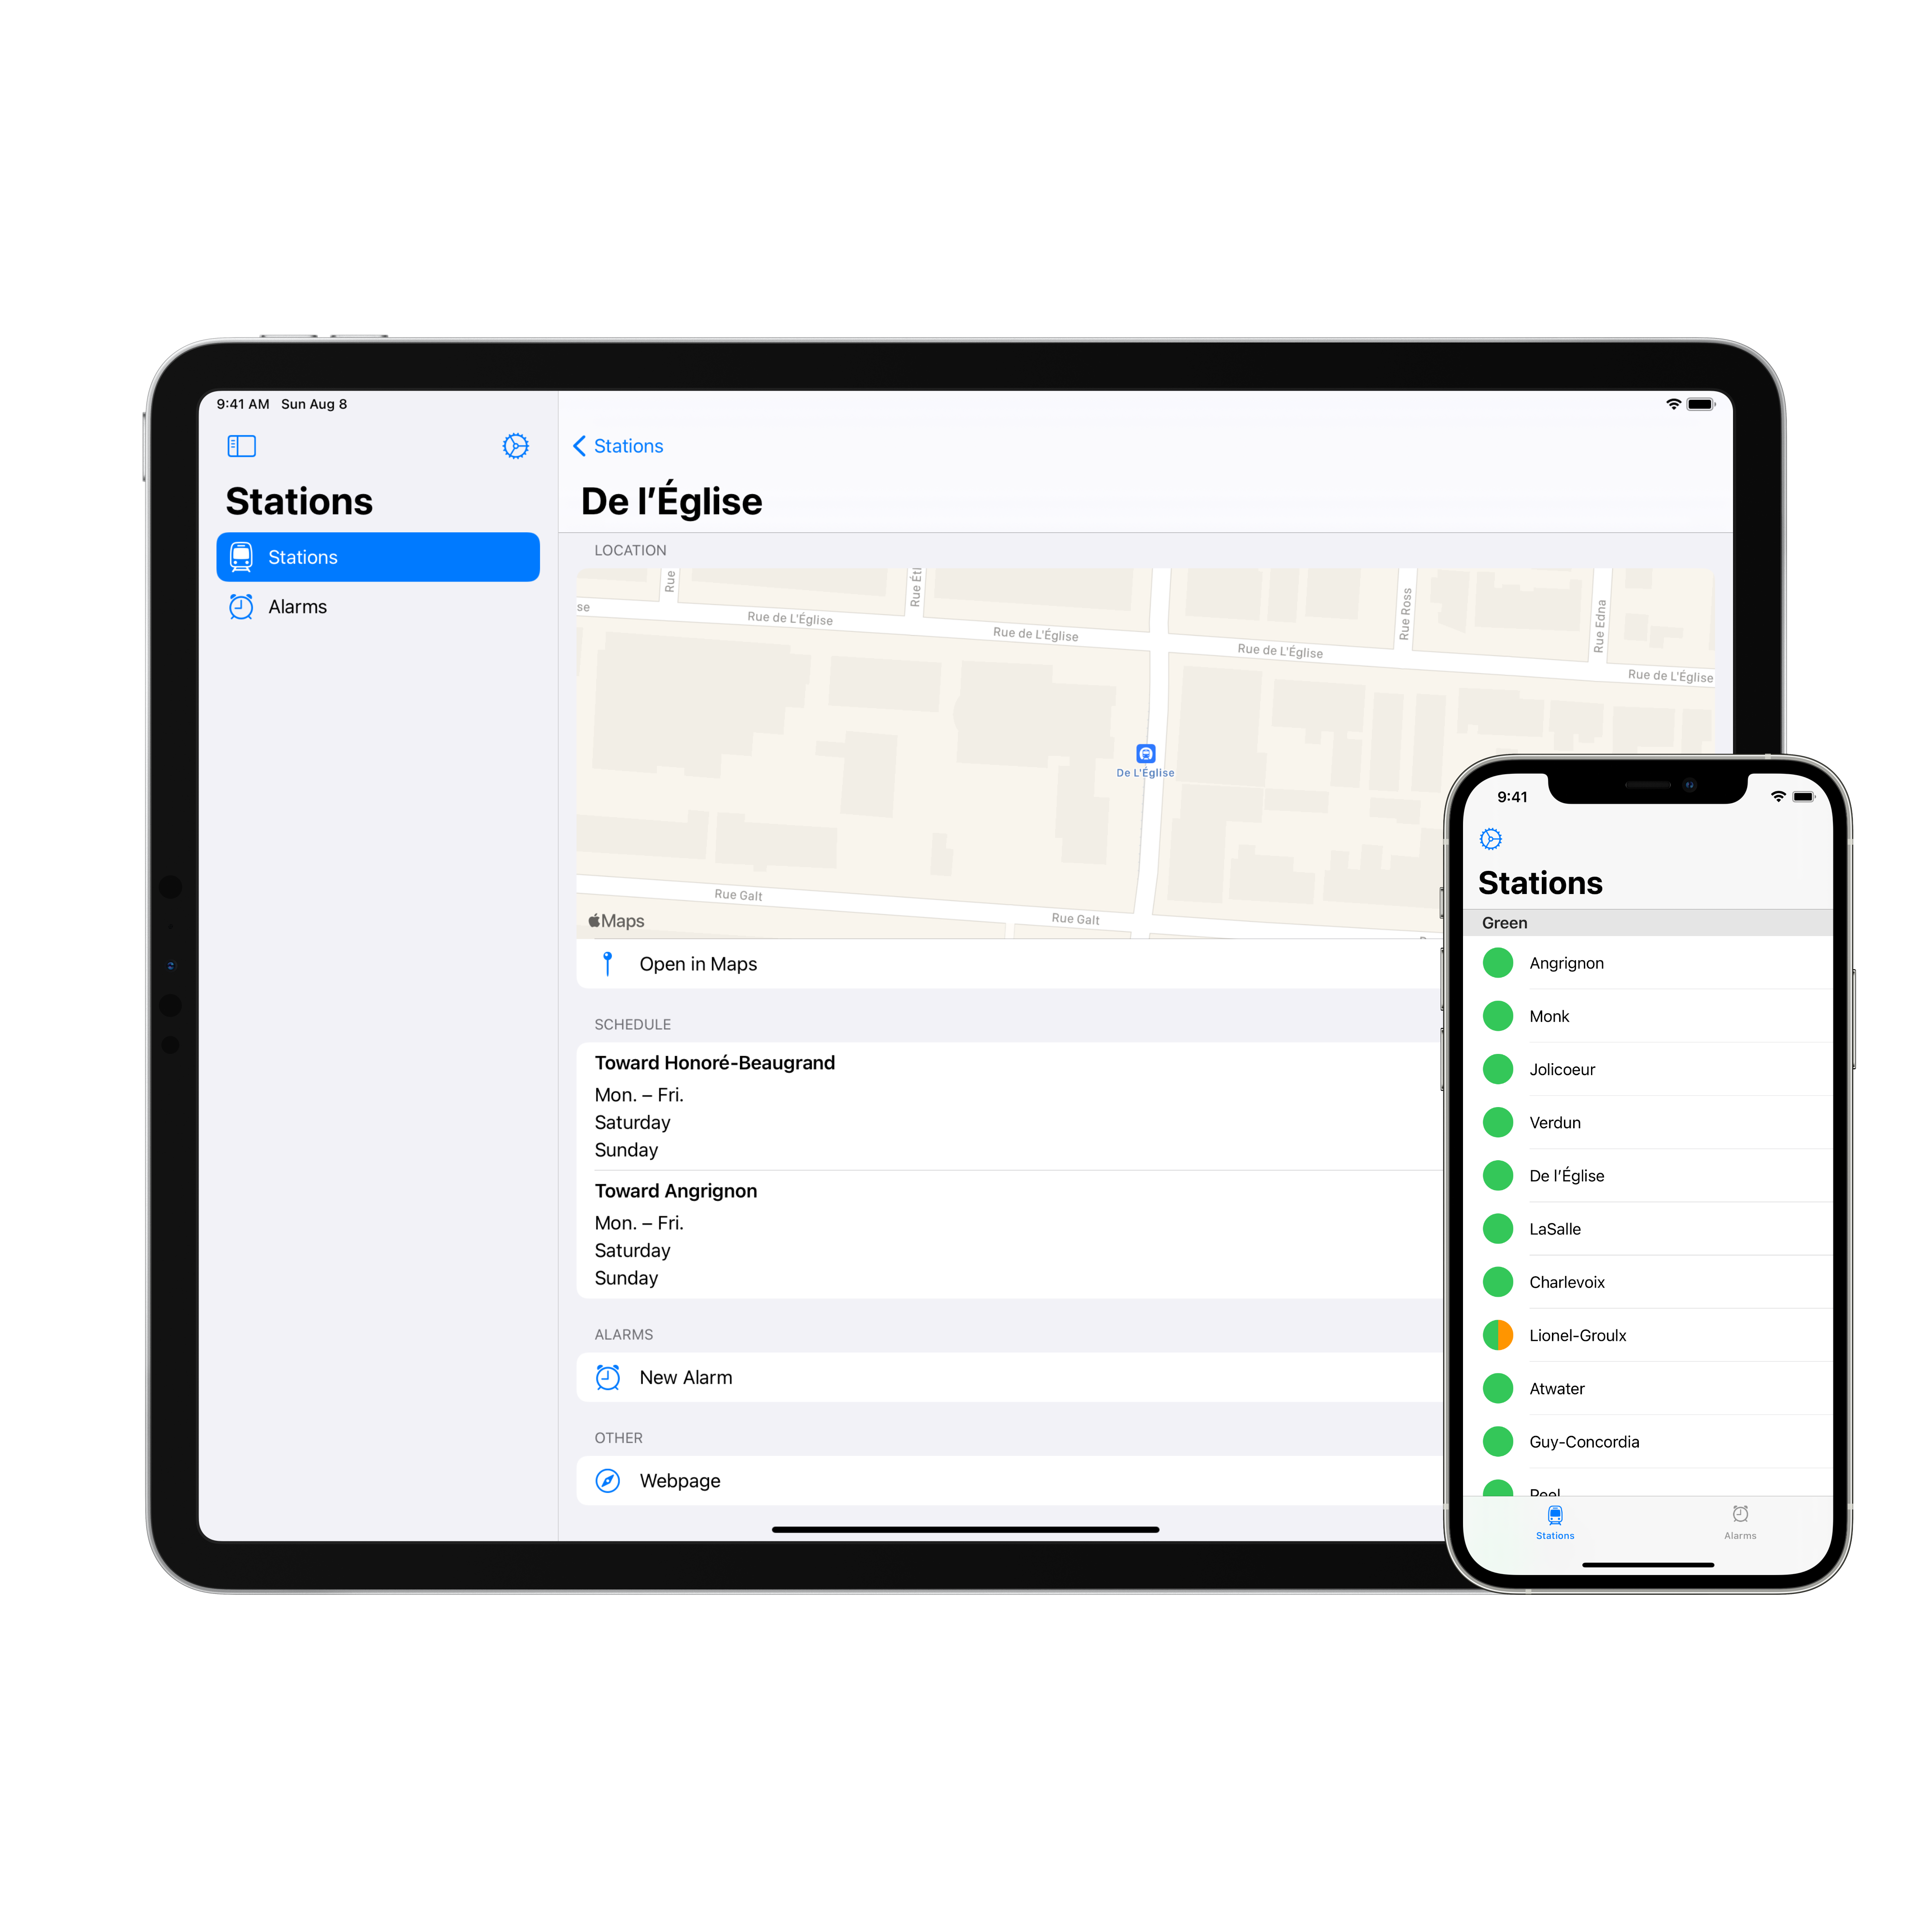 9:41 AM Sun Aug 8
Stations
Stations
Alarms
Stations
De l’Église
LOCATION
Rue
Rue de L'Église
Rue de L'Église
Rue de L'Église
Rue Ross
Rue Edna
Rue de L'Église
De L'Église
Rue Galt
Rue Galt
Maps
Open in Maps
SCHEDULE
Toward Honoré-Beaugrand
Mon. – Fri.
Saturday
Sunday
Toward Angrignon
Mon. – Fri.
Saturday
Sunday
ALARMS
New Alarm
OTHER
Webpage
9:41
Stations
Green
Angrignon
Monk
Jolicoeur
Verdun
De l’Église
LaSalle
Charlevoix
Lionel-Groulx
Atwater
Guy-Concordia
Peel
Stations
Alarms